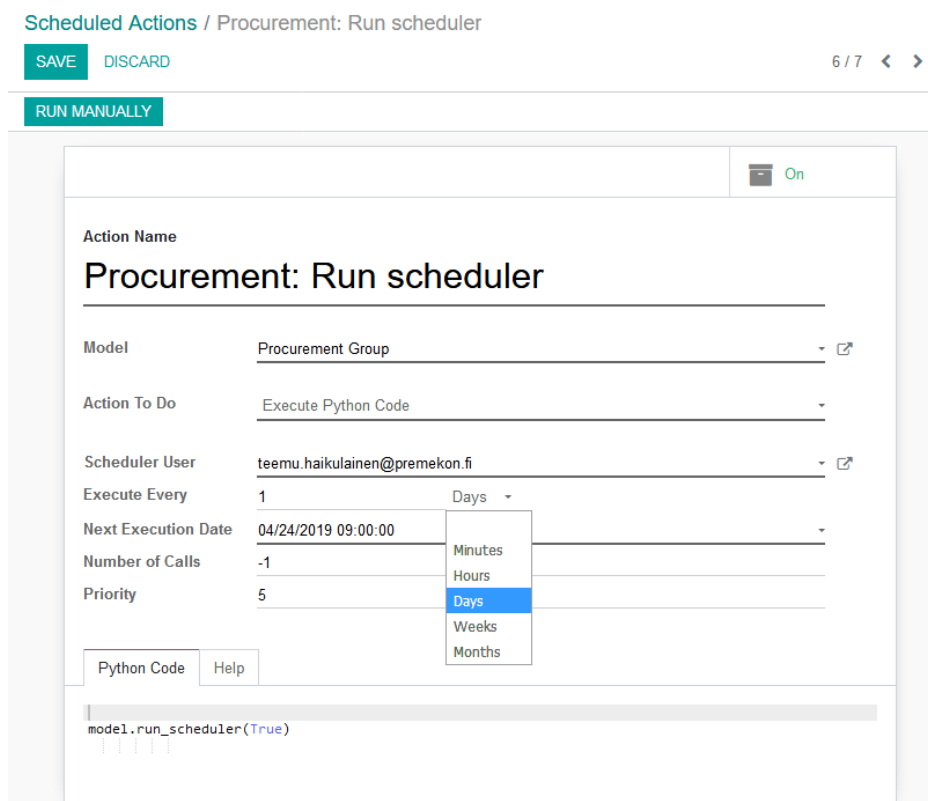 Scheduled Actions / Procurement: Run scheduler
SAVE DISCARD 6 / 7
RUN MANUALLY
On
Action Name
Procurement: Run scheduler
Model Procurement Group
Action To Do Execute Python Code
Scheduler User teemu.haikulainen@premekon.fi
Execute Every 1 Days
Next Execution Date 04/24/2019 09:00:00
Minutes
Number of Calls -1
Hours
Priority 5 Days
Weeks
Months
Python Code Help
model.run_scheduler(True)